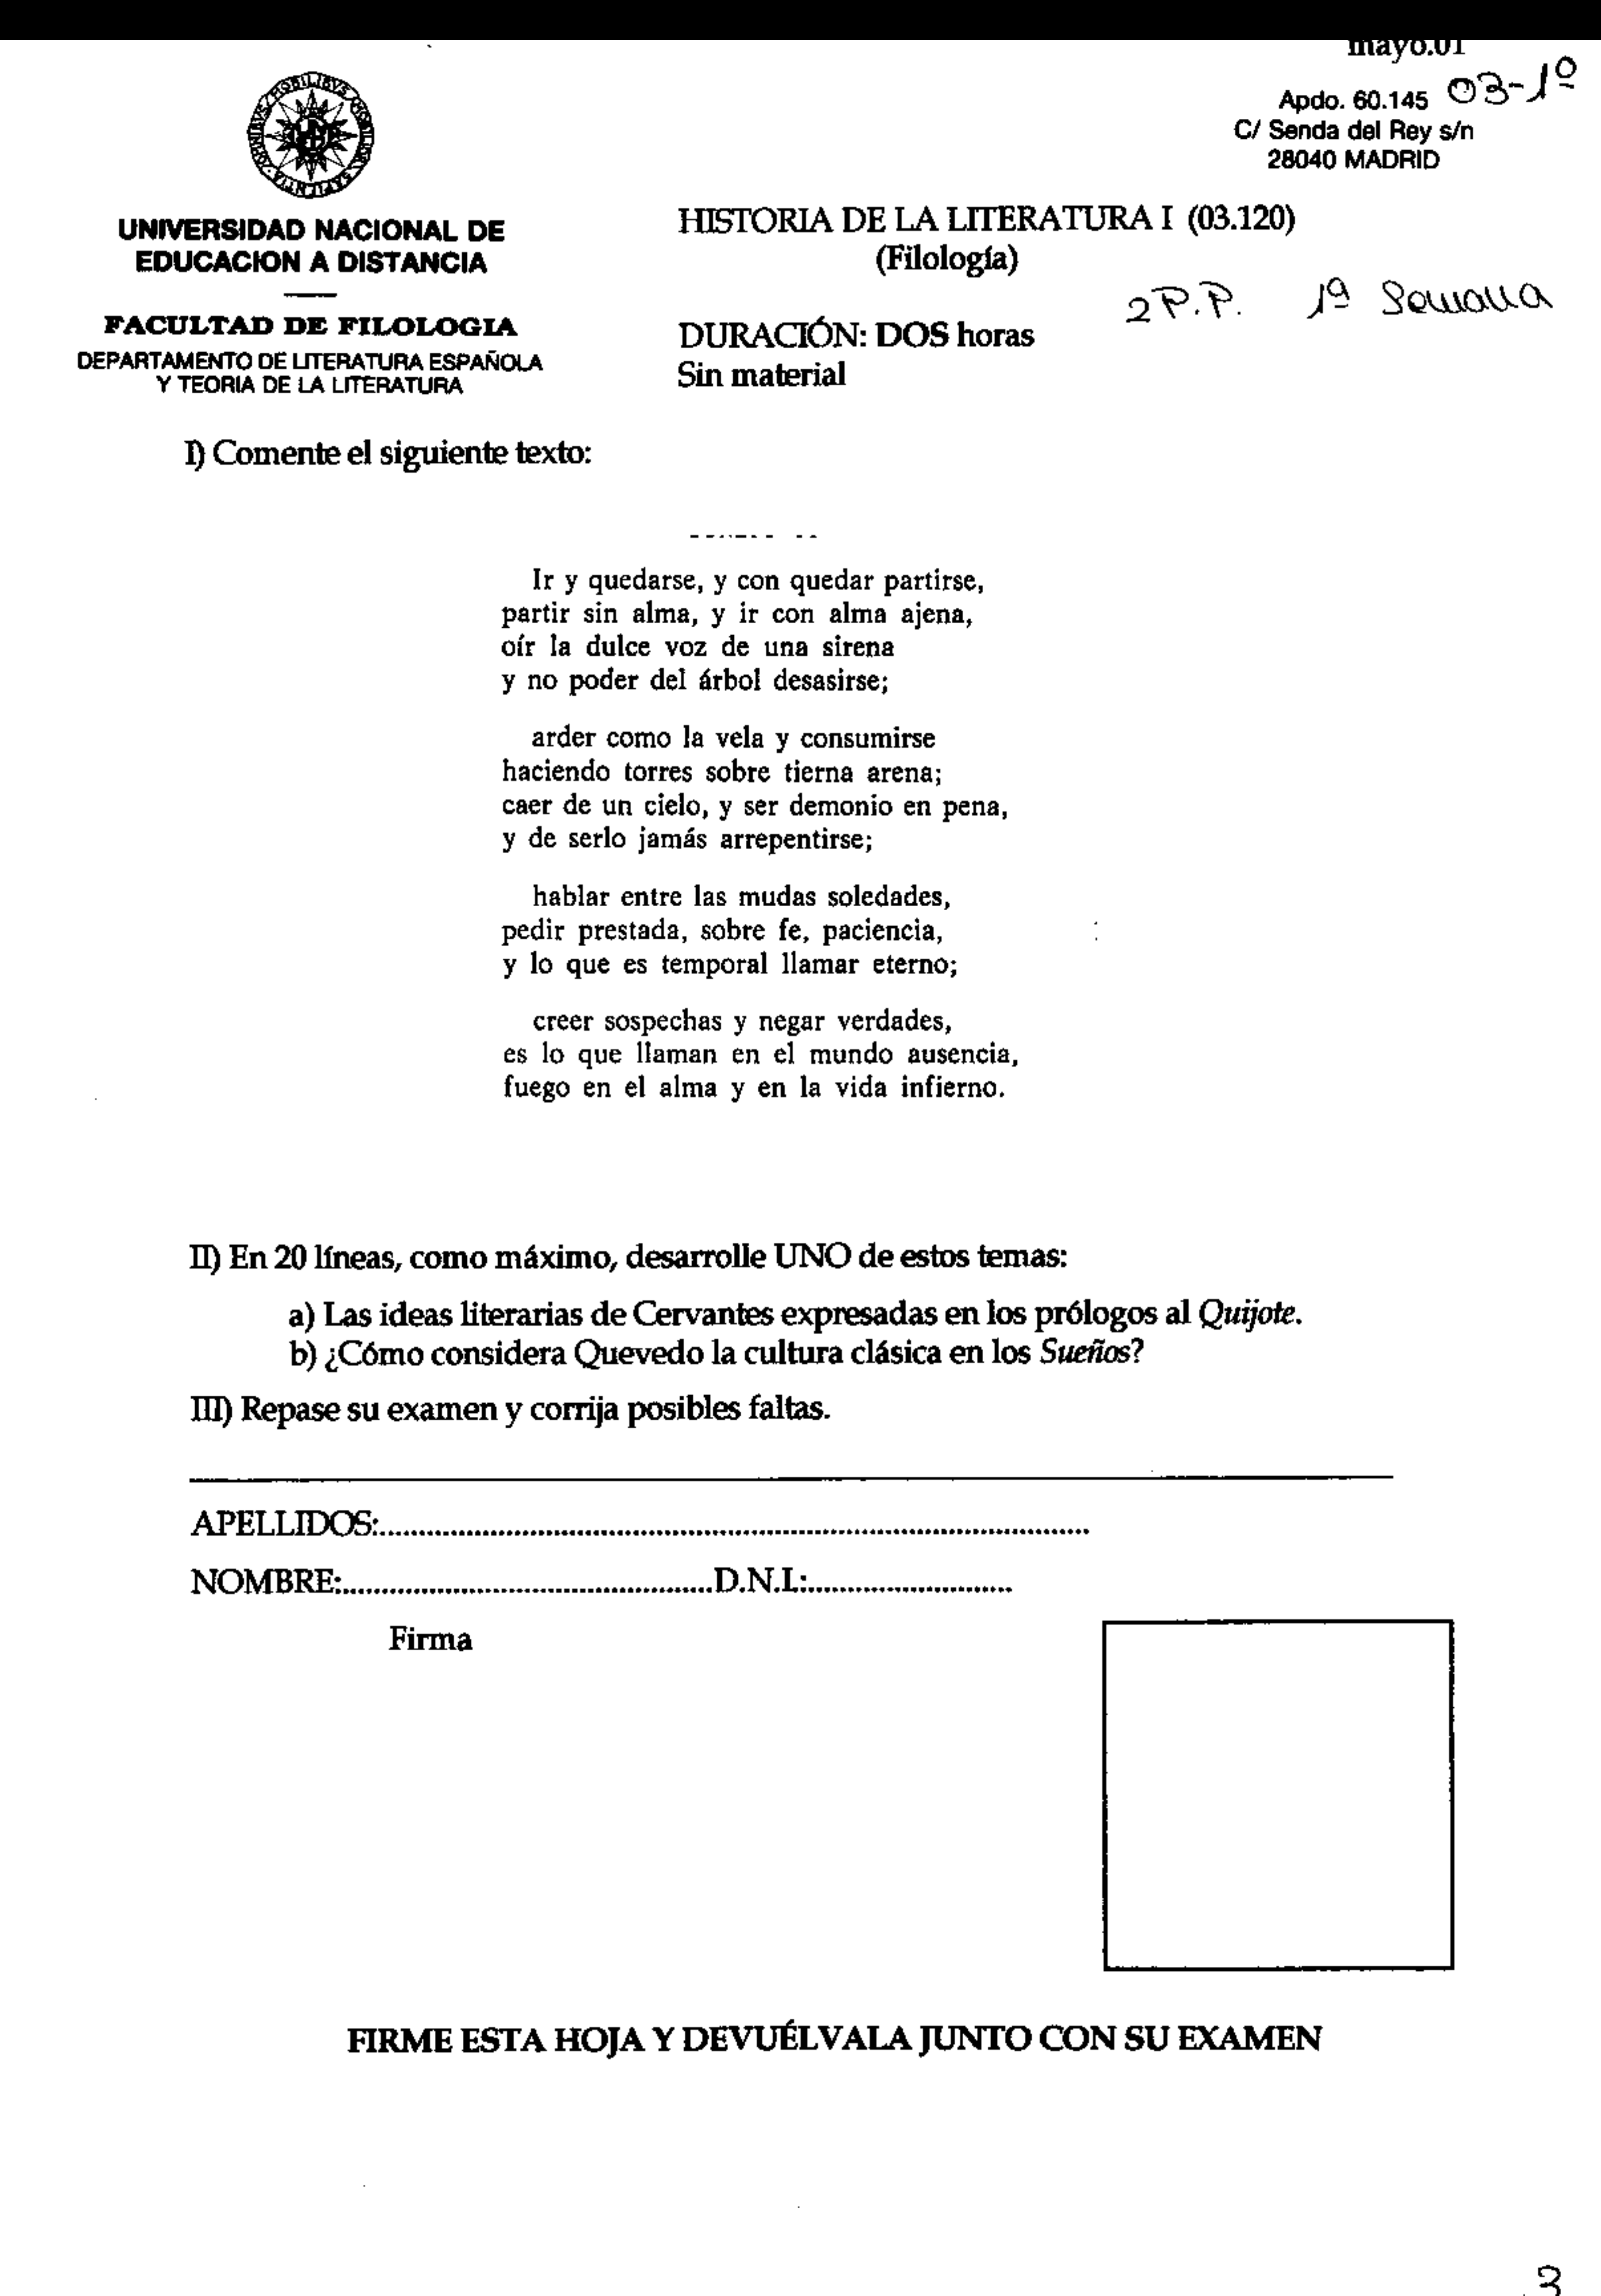 mayo.01
Apdo. 60.145 03-1º
C/ Senda del Rey s/n
28040 MADRID
UNIVERSIDAD NACIONAL DE
EDUCACION A DISTANCIA
FACULTAD DE FILOLOGIA
DEPARTAMENTO DE LITERATURA ESPAÑOLA
Y TEORIA DE LA LITERATURA
HISTORIA DE LA LITERATURA I (03.120)
(Filología)
2P.P. 1ª Semana
DURACIÓN: DOS horas
Sin material
I) Comente el siguiente texto:
Ir y quedarse, y con quedar partirse,
partir sin alma, y ir con alma ajena,
oír la dulce voz de una sirena
y no poder del árbol desasirse;
arder como la vela y consumirse
haciendo torres sobre tierna arena;
caer de un cielo, y ser demonio en pena,
y de serlo jamás arrepentirse;
hablar entre las mudas soledades,
pedir prestada, sobre fe, paciencia,
y lo que es temporal llamar eterno;
creer sospechas y negar verdades,
es lo que llaman en el mundo ausencia,
fuego en el alma y en la vida infierno.
II) En 20 líneas, como máximo, desarrolle UNO de estos temas:
a) Las ideas literarias de Cervantes expresadas en los prólogos al Quijote.
b) ¿Cómo considera Quevedo la cultura clásica en los Sueños?
III) Repase su examen y corrija posibles faltas.
APELLIDOS:..........................................................................................
NOMBRE:................................................D.N.I.:...........................
Firma
FIRME ESTA HOJA Y DEVUÉLVALA JUNTO CON SU EXAMEN
3